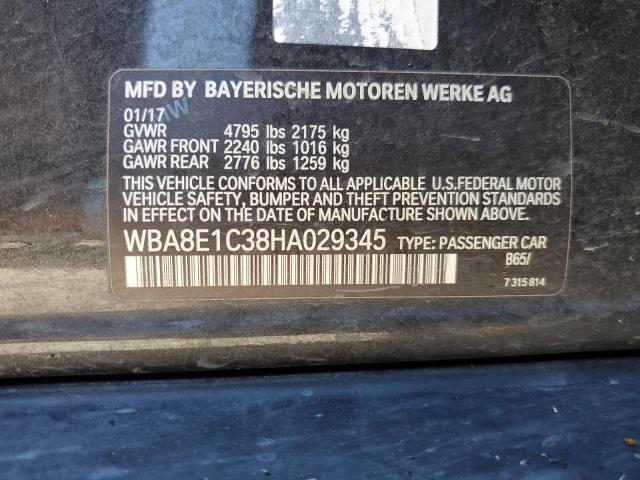 MFD BY BAYERISCHE MOTOREN WERKE AG
01/17
GVWR 4795 lbs 2175 kg
GAWR FRONT 2240 lbs 1016 kg
GAWR REAR 2776 lbs 1259 kg
THIS VEHICLE CONFORMS TO ALL APPLICABLE U.S.FEDERAL MOTOR
VEHICLE SAFETY, BUMPER AND THEFT PREVENTION STANDARDS
IN EFFECT ON THE DATE OF MANUFACTURE SHOWN ABOVE.
WBA8E1C38HA029345 TYPE: PASSENGER CAR
B65/
7 315 814